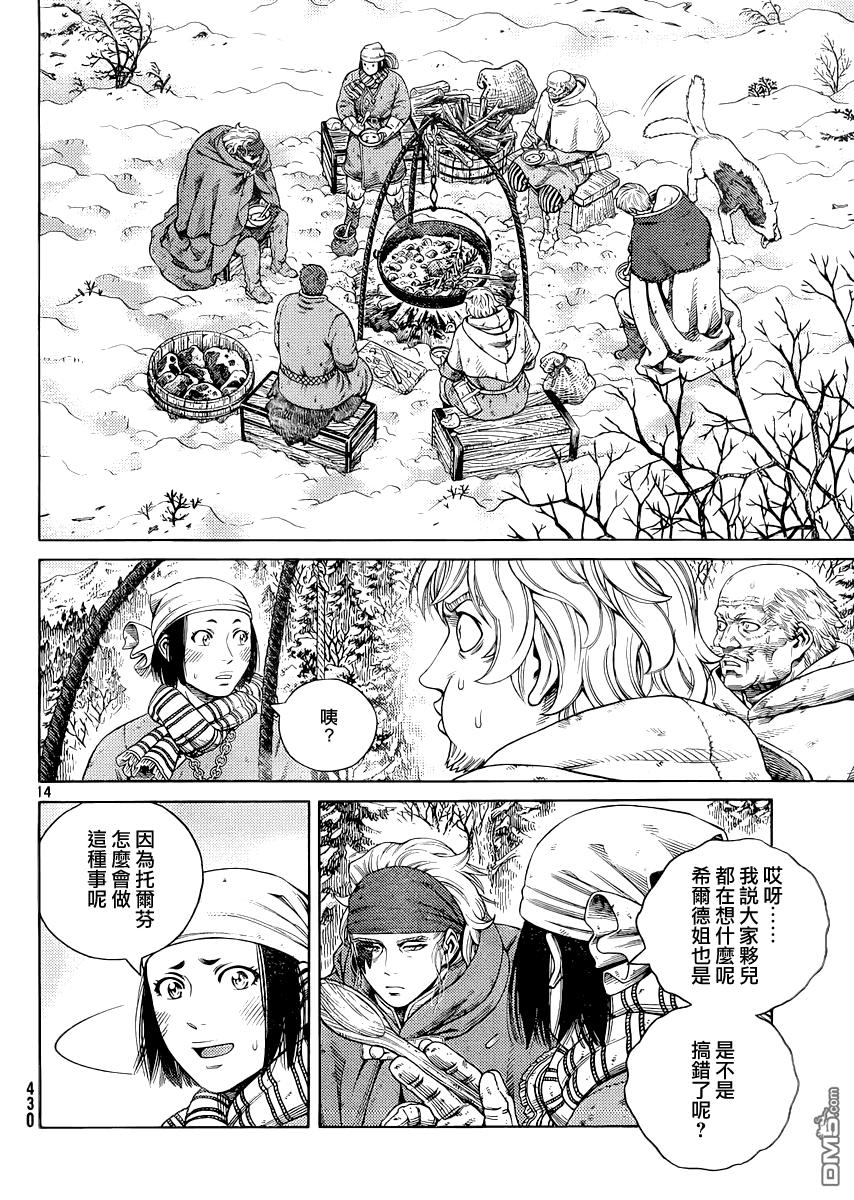 咦？
14
哎呀……
我説大家夥兒
都在想什麼呢
希爾德姐也是
是不是
搞錯了呢？
因為托爾芬
怎麼會做
這種事呢
430
DM5.com